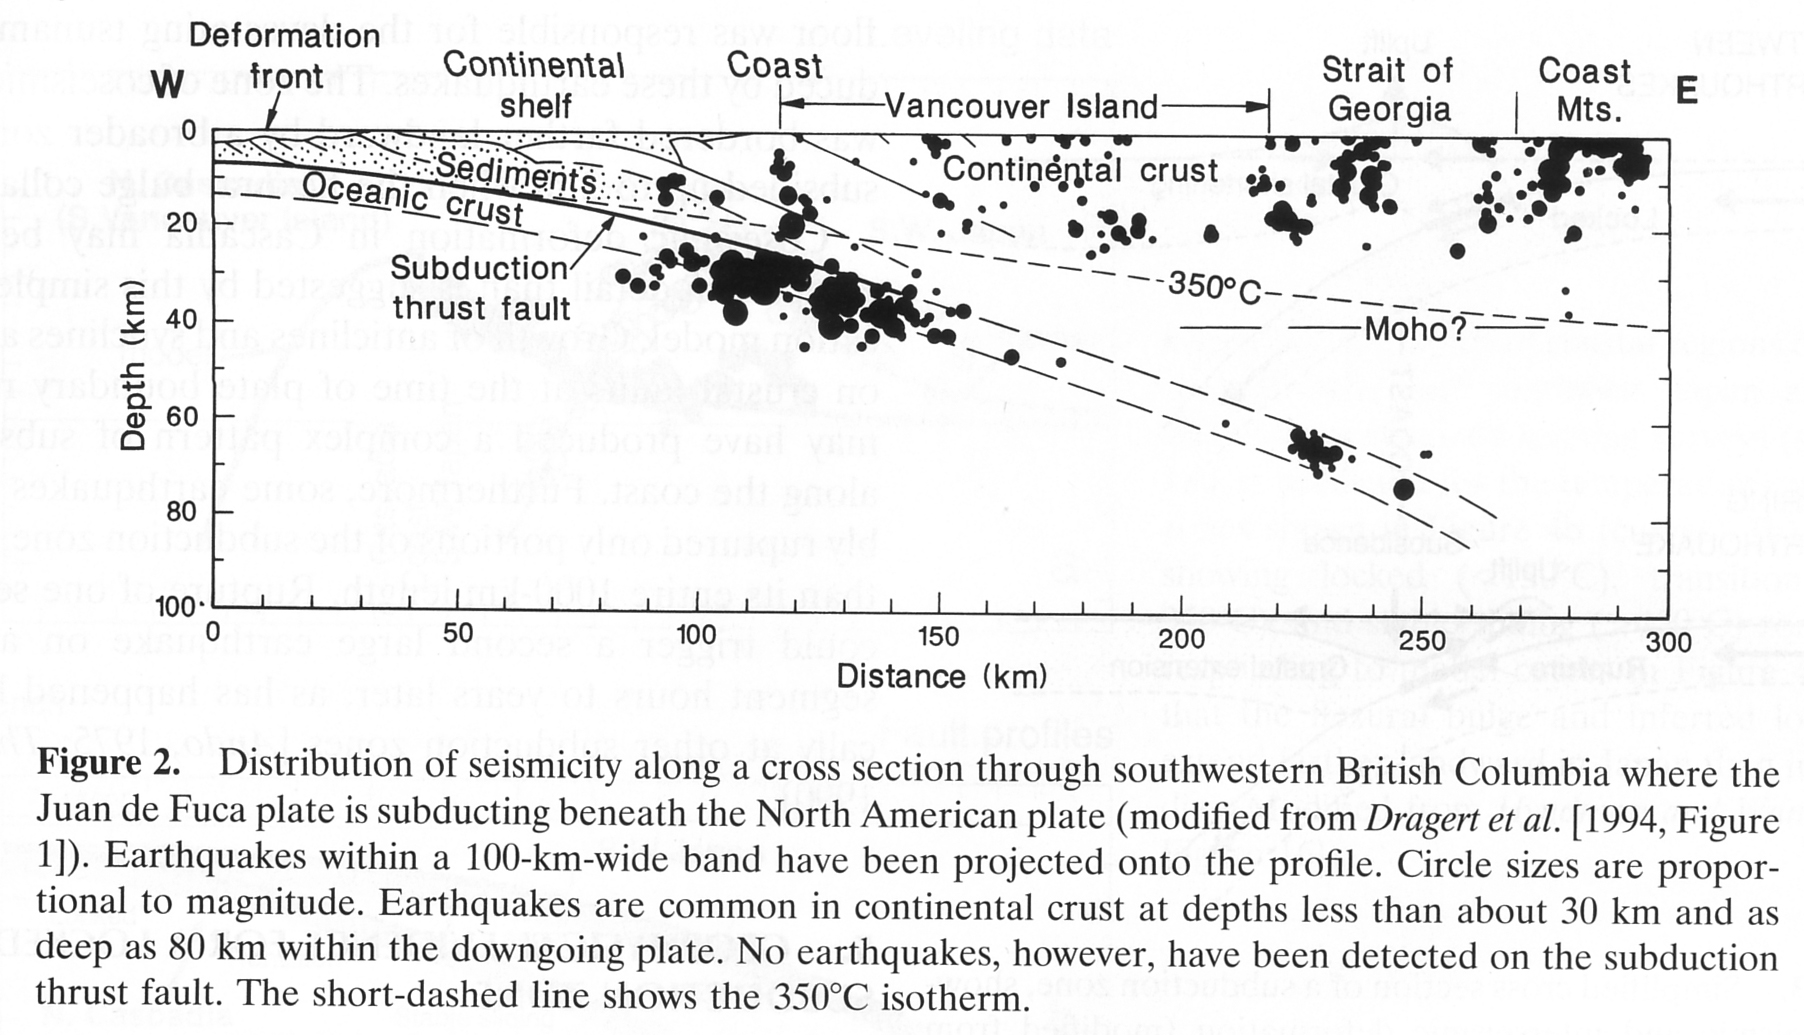 Deformation
front
W
Continental
shelf
Coast
Vancouver Island
Strait of
Georgia
Coast
Mts.
E
0
Sediments
Continental crust
Oceanic crust
20
Subduction
thrust fault
350°C
40
Moho?
Depth (km)
60
80
100
0 50 100 150 200 250 300
Distance (km)
Figure 2. Distribution of seismicity along a cross section through southwestern British Columbia where the
Juan de Fuca plate is subducting beneath the North American plate (modified from Dragert et al. [1994, Figure
1]). Earthquakes within a 100-km-wide band have been projected onto the profile. Circle sizes are propor-
tional to magnitude. Earthquakes are common in continental crust at depths less than about 30 km and as
deep as 80 km within the downgoing plate. No earthquakes, however, have been detected on the subduction
thrust fault. The short-dashed line shows the 350°C isotherm.